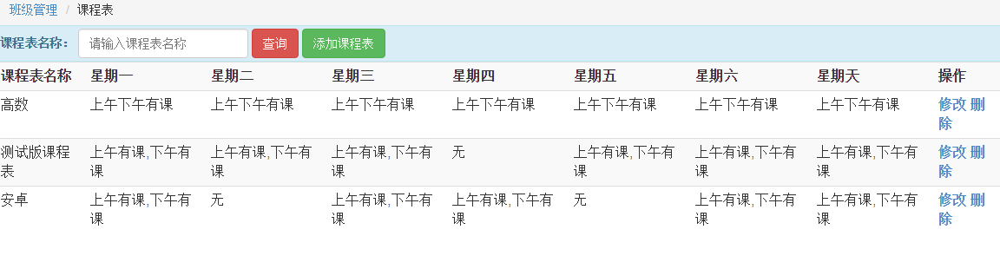 班级管理 / 课程表
课程表名称： 请输入课程表名称 查询 添加课程表
课程表名称 星期一 星期二 星期三 星期四 星期五 星期六 星期天 操作
高数 上午下午有课 上午下午有课 上午下午有课 上午下午有课 上午下午有课 上午下午有课 上午下午有课 修改 删
除
测试版课程 上午有课,下午有 上午有课,下午有 上午有课,下午有 无 上午有课,下午有 上午有课,下午有 上午有课,下午有 修改 删
表 课 课 课 课 课 课 除
安卓 上午有课,下午有 无 上午有课,下午有 上午有课,下午有 无 上午有课,下午有 上午有课,下午有 修改 删
课 课 课 课 课 除